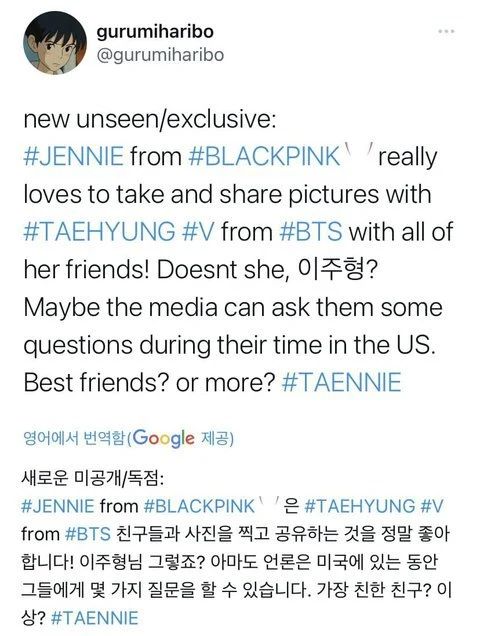 gurumiharibo
@gurumiharibo
new unseen/exclusive:
#JENNIE from #BLACKPINK really
loves to take and share pictures with
#TAEHYUNG #V from #BTS with all of
her friends! Doesnt she, 이주형?
Maybe the media can ask them some
questions during their time in the US.
Best friends? or more? #TAENNIE
영어에서 번역함(Google 제공)
새로운 미공개/독점:
#JENNIE from #BLACKPINK 은 #TAEHYUNG #V
from #BTS 친구들과 사진을 찍고 공유하는 것을 정말 좋아
합니다! 이주형님 그렇죠? 아마도 언론은 미국에 있는 동안
그들에게 몇 가지 질문을 할 수 있습니다. 가장 친한 친구? 이
상? #TAENNIE